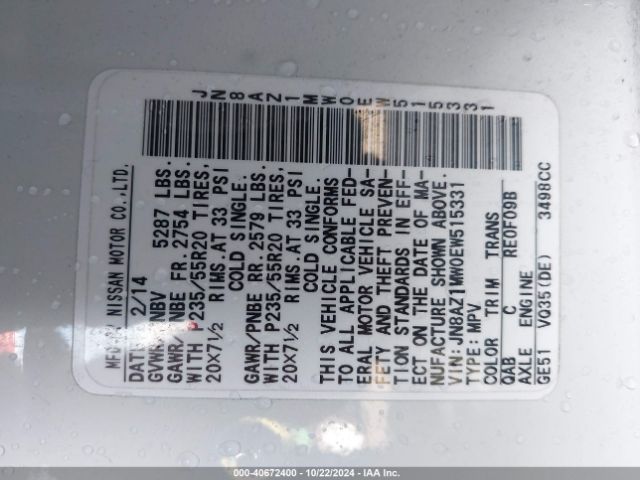 JN8AZ1MW0EW515331
MFD BY NISSAN MOTOR CO.,LTD.
DATE: 2/14
GVWR/PNBV 5287 LBS.
GAWR/PNBE FR. 2754 LBS.
WITH P235/55R20 TIRES,
20X7½ RIMS.AT 33 PSI
COLD SINGLE.
GAWR/PNBE RR. 2579 LBS.
WITH P235/55R20 TIRES,
20X7½ RIMS.AT 33 PSI
COLD SINGLE.
THIS VEHICLE CONFORMS
TO ALL APPLICABLE FED-
ERAL MOTOR VEHICLE SA-
FETY AND THEFT PREVEN-
TION STANDARDS IN EFF-
ECT ON THE DATE OF MA-
NUFACTURE SHOWN ABOVE.
VIN: JN8AZ1MW0EW515331
TYPE: MPV
COLOR TRIM TRANS
QAB C RE0F09B
AXLE ENGINE
GE51 VQ35(DE) 3498CC
000-40672400 | 10/22/2024 - IAAI.com